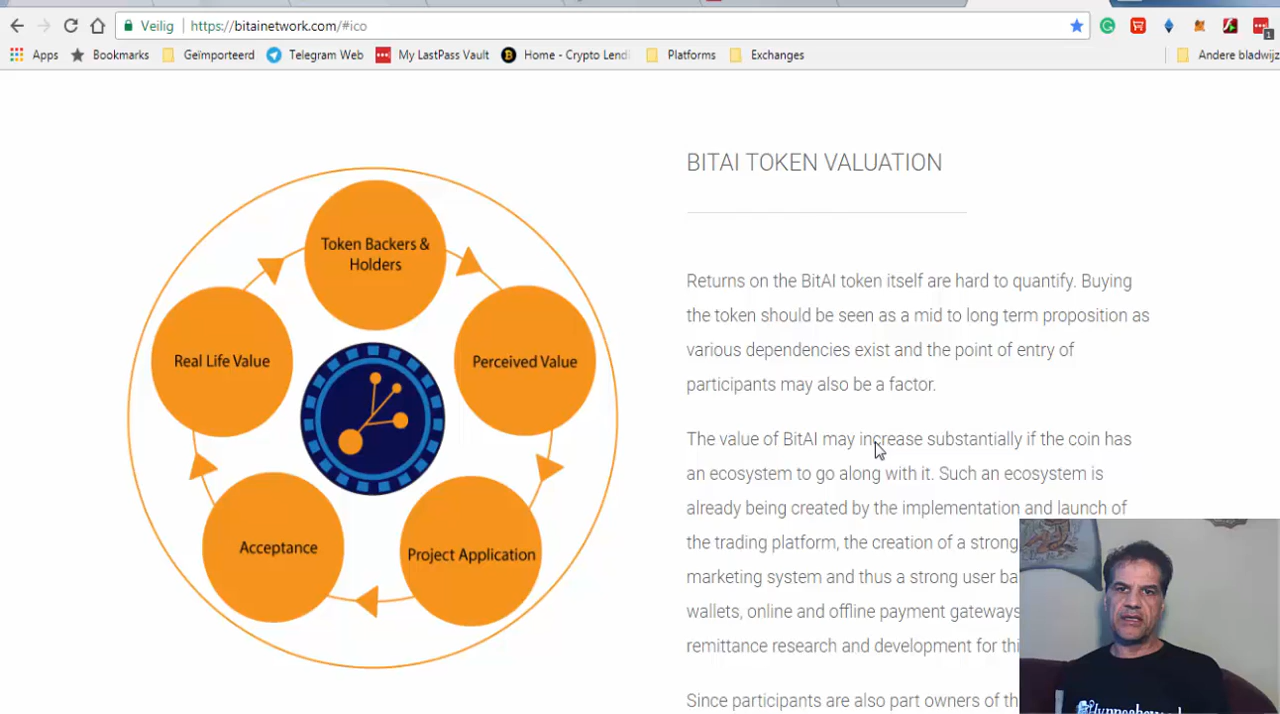 Veilig
https://bitainetwork.com/#ico
1
Apps
Bookmarks
Geïmporteerd
Telegram Web
My LastPass Vault
Home - Crypto Lendi
Platforms
Exchanges
Andere bladwijz
Token Backers &
Holders
Perceived Value
Project Application
Acceptance
Real Life Value
BITAI TOKEN VALUATION
Returns on the BitAI token itself are hard to quantify. Buying
the token should be seen as a mid to long term proposition as
various dependencies exist and the point of entry of
participants may also be a factor.
The value of BitAI may increase substantially if the coin has
an ecosystem to go along with it. Such an ecosystem is
already being created by the implementation and launch of
the trading platform, the creation of a strong
marketing system and thus a strong user ba
wallets, online and offline payment gateways
remittance research and development for thi
Since participants are also part owners of th